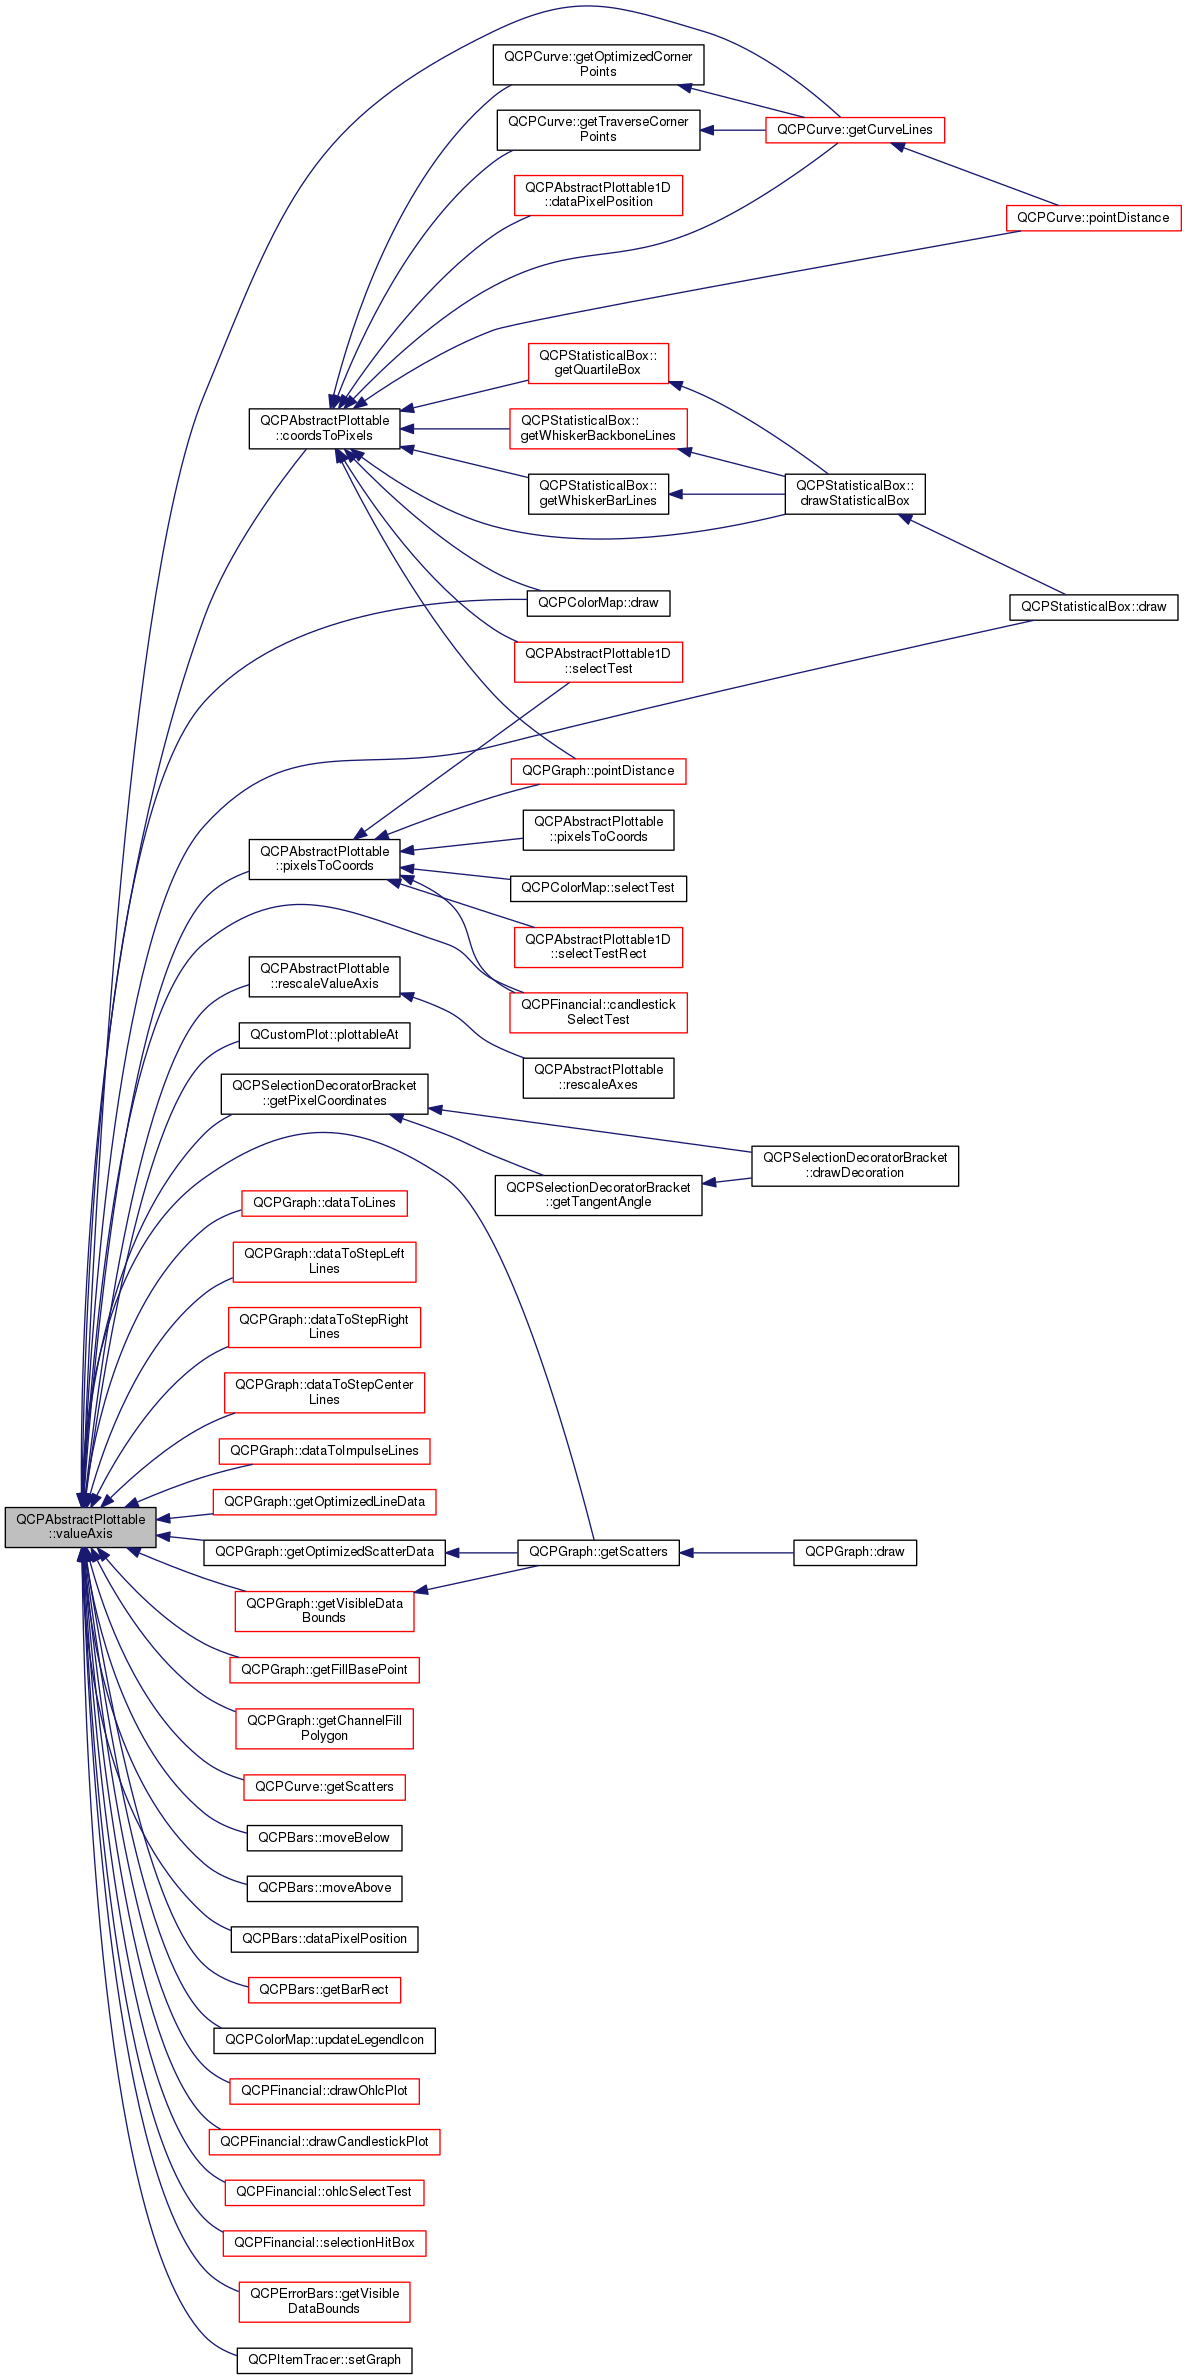 QCPCurve::getOptimizedCorner
Points
QCPCurve::getTraverseCorner
Points
QCPCurve::getCurveLines
QCPAbstractPlottable1D
::dataPixelPosition
QCPCurve::pointDistance
QCPStatisticalBox::
getQuartileBox
QCPAbstractPlottable
::coordsToPixels
QCPStatisticalBox::
getWhiskerBackboneLines
QCPStatisticalBox::
getWhiskerBarLines
QCPStatisticalBox::
drawStatisticalBox
QCPColorMap::draw
QCPStatisticalBox::draw
QCPAbstractPlottable1D
::selectTest
QCPGraph::pointDistance
QCPAbstractPlottable
::pixelsToCoords
QCPAbstractPlottable
::pixelsToCoords
QCPColorMap::selectTest
QCPAbstractPlottable1D
::selectTestRect
QCPAbstractPlottable
::rescaleValueAxis
QCPFinancial::candlestick
SelectTest
QCustomPlot::plottableAt
QCPAbstractPlottable
::rescaleAxes
QCPSelectionDecoratorBracket
::getPixelCoordinates
QCPSelectionDecoratorBracket
::drawDecoration
QCPSelectionDecoratorBracket
::getTangentAngle
QCPGraph::dataToLines
QCPGraph::dataToStepLeft
Lines
QCPGraph::dataToStepRight
Lines
QCPGraph::dataToStepCenter
Lines
QCPGraph::dataToImpulseLines
QCPGraph::getOptimizedLineData
QCPAbstractPlottable
::valueAxis
QCPGraph::getOptimizedScatterData
QCPGraph::getScatters
QCPGraph::draw
QCPGraph::getVisibleData
Bounds
QCPGraph::getFillBasePoint
QCPGraph::getChannelFill
Polygon
QCPCurve::getScatters
QCPBars::moveBelow
QCPBars::moveAbove
QCPBars::dataPixelPosition
QCPBars::getBarRect
QCPColorMap::updateLegendIcon
QCPFinancial::drawOhlcPlot
QCPFinancial::drawCandlestickPlot
QCPFinancial::ohlcSelectTest
QCPFinancial::selectionHitBox
QCPErrorBars::getVisible
DataBounds
QCPItemTracer::setGraph